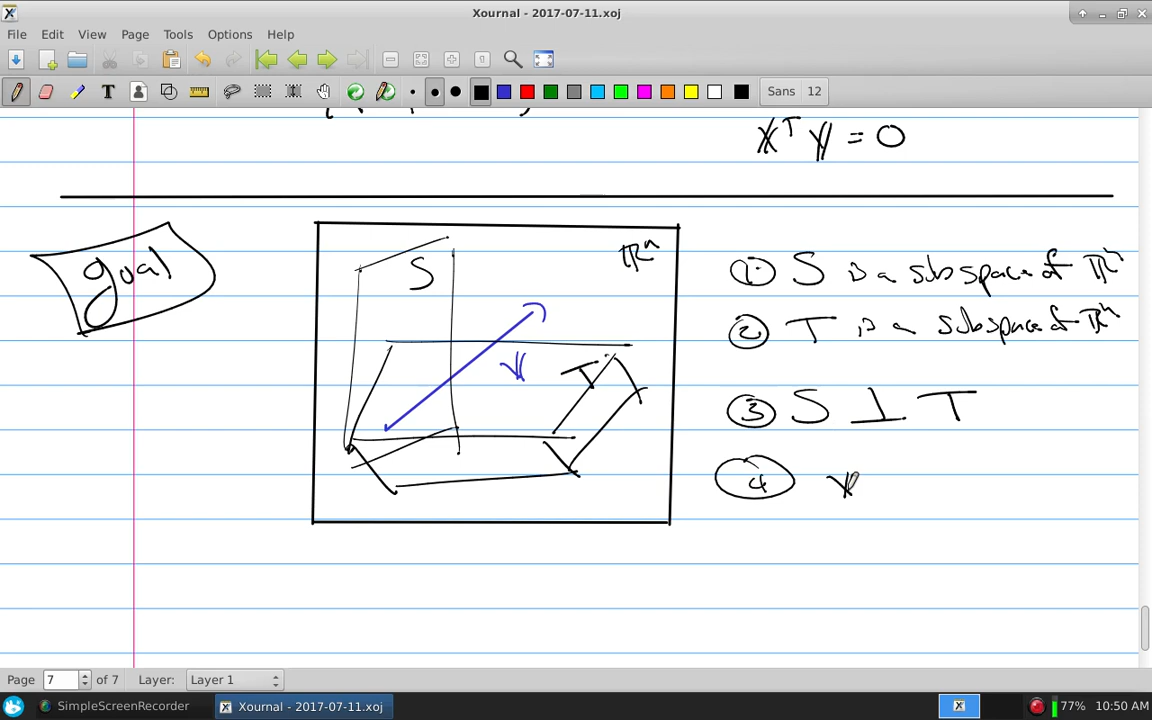 Xournal - 2017-07-11.xoj
File Edit View Page Tools Options Help
Sans 12
X^T Y = 0
goal
S
ℝ^n
V
T
① S is a subspace of ℝ^n
② T is a subspace of ℝ^n
③ S ⊥ T
④ V
Page 7 of 7 Layer: Layer 1
SimpleScreenRecorder Xournal - 2017-07-11.xoj 77% 10:50 AM